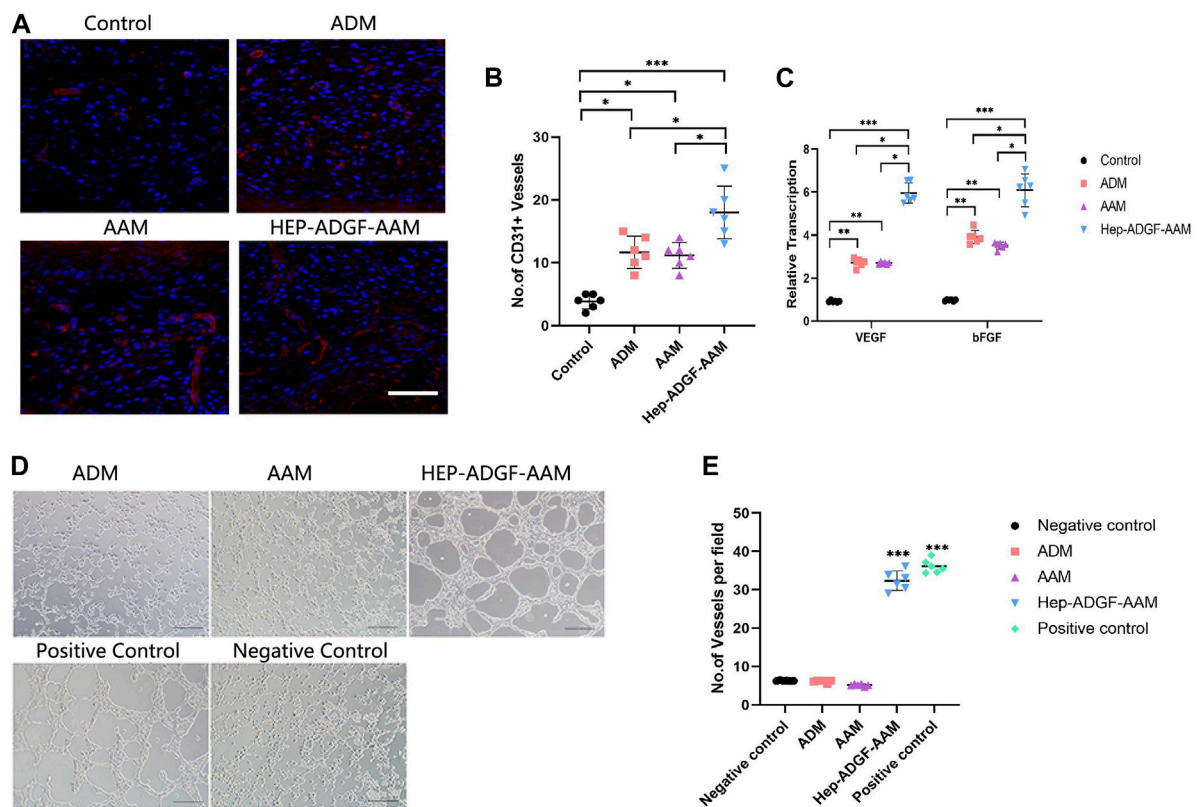 A
Control
ADM
AAM
HEP-ADGF-AAM
B
***
*
*
*
*
*
No.of CD31+ Vessels
30
20
10
0
Control
ADM
AAM
Hep-ADGF-AAM
C
***
***
*
*
*
*
**
**
**
**
Relative Transcription
8
6
4
2
0
VEGF
bFGF
Control
ADM
AAM
Hep-ADGF-AAM
D
ADM
AAM
HEP-ADGF-AAM
Positive Control
Negative Control
E
No.of Vessels per field
50
40
30
20
10
0
***
***
Negative control
ADM
AAM
Hep-ADGF-AAM
Positive control
Negative control
ADM
AAM
Hep-ADGF-AAM
Positive control